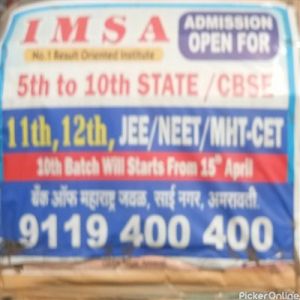 IMSA
No. 1 Result Oriented Institute
ADMISSION
OPEN FOR
5th to 10th STATE / CBSE
11th, 12th, JEE/NEET/MHT-CET
10th Batch Will Starts From 15th April
बँक ऑफ महाराष्ट्र जवळ, साई नगर, अमरावती.
9119 400 400
PickerOnline